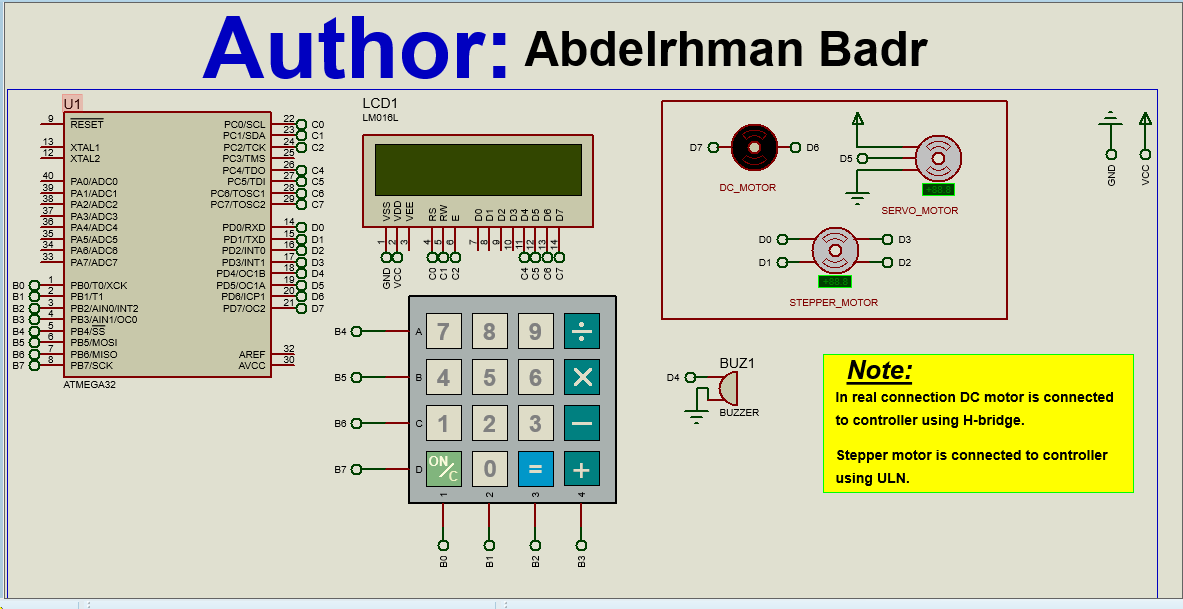 Author: Abdelrhman Badr
U1
9 RESET
13 XTAL1
12 XTAL2
40 PA0/ADC0
39 PA1/ADC1
38 PA2/ADC2
37 PA3/ADC3
36 PA4/ADC4
35 PA5/ADC5
34 PA6/ADC6
33 PA7/ADC7
B0 1 PB0/T0/XCK
B1 2 PB1/T1
B2 3 PB2/AIN0/INT2
B3 4 PB3/AIN1/OC0
B4 5 PB4/SS
B5 6 PB5/MOSI
B6 7 PB6/MISO
B7 8 PB7/SCK
PC0/SCL 22 C0
PC1/SDA 23 C1
PC2/TCK 24 C2
PC3/TMS 25
PC4/TDO 26 C4
PC5/TDI 27 C5
PC6/TOSC1 28 C6
PC7/TOSC2 29 C7
PD0/RXD 14 D0
PD1/TXD 15 D1
PD2/INT0 16 D2
PD3/INT1 17 D3
PD4/OC1B 18 D4
PD5/OC1A 19 D5
PD6/ICP1 20 D6
PD7/OC2 21 D7
AREF 32
AVCC 30
ATMEGA32
LCD1
LM016L
VSS VDD VEE RS RW E D0 D1 D2 D3 D4 D5 D6 D7
1 2 3 4 5 6 7 8 9 10 11 12 13 14
GND VCC C0 C1 C2 C4 C5 C6 C7
B4 A 7 8 9 ÷
B5 B 4 5 6 ×
B6 C 1 2 3 −
B7 D ON/C 0 = +
1 2 3 4
B0 B1 B2 B3
D7 D6
DC_MOTOR
D5
+88.8
SERVO_MOTOR
D0 D3
D1 D2
+88.8
STEPPER_MOTOR
GND VCC
BUZ1
D4
BUZZER
Note:
In real connection DC motor is connected
to controller using H-bridge.
Stepper motor is connected to controller
using ULN.